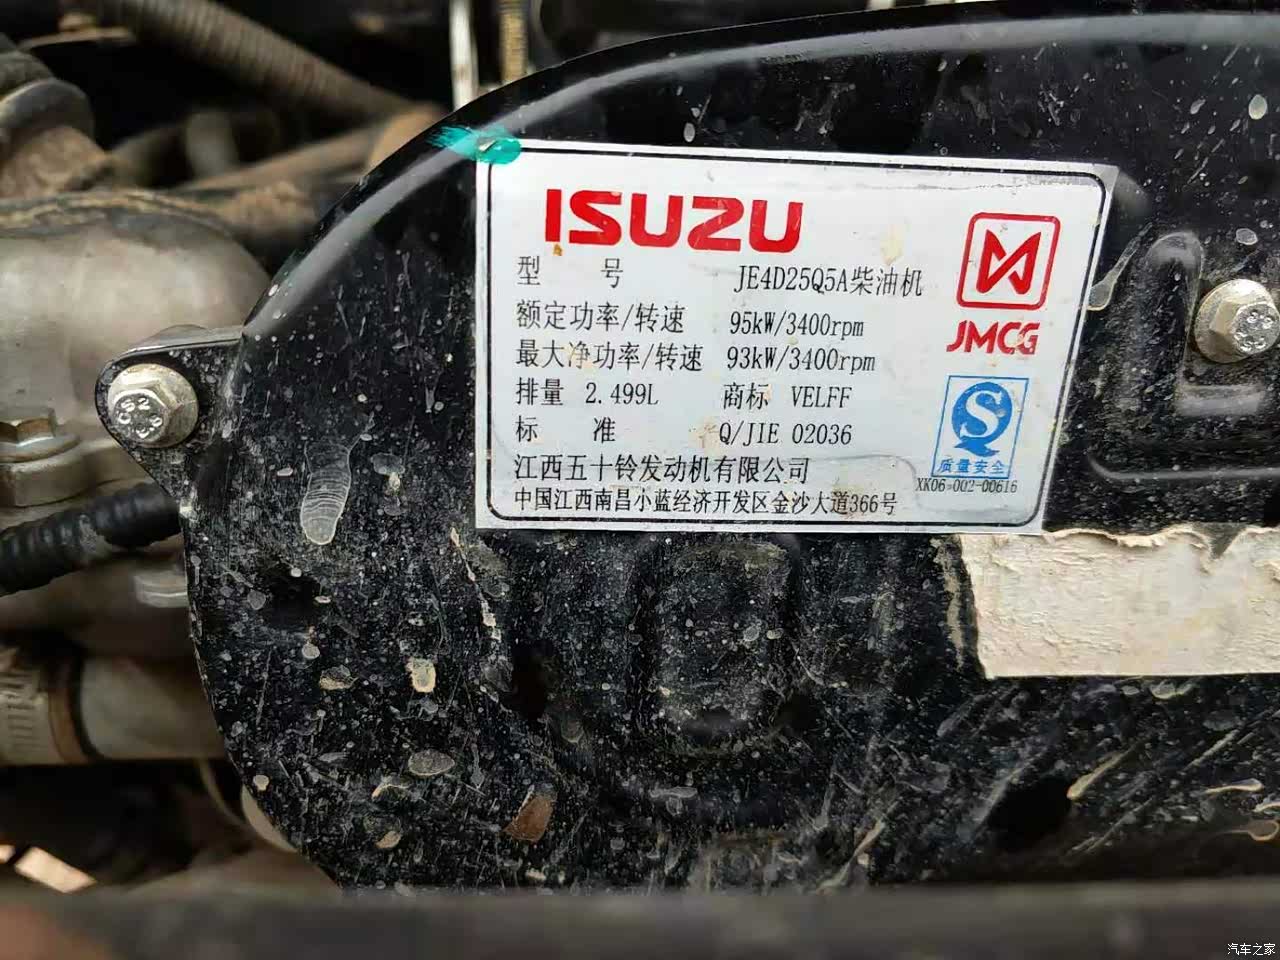 ISUZU
型 号 JE4D25Q5A柴油机
额定功率/转速 95kW/3400rpm
最大净功率/转速 93kW/3400rpm
排量 2.499L 商标 VELFF
标 准 Q/JIE 02036
江西五十铃发动机有限公司
中国江西南昌小蓝经济开发区金沙大道366号
JMCG
质量安全
XK06-002-00616
汽车之家